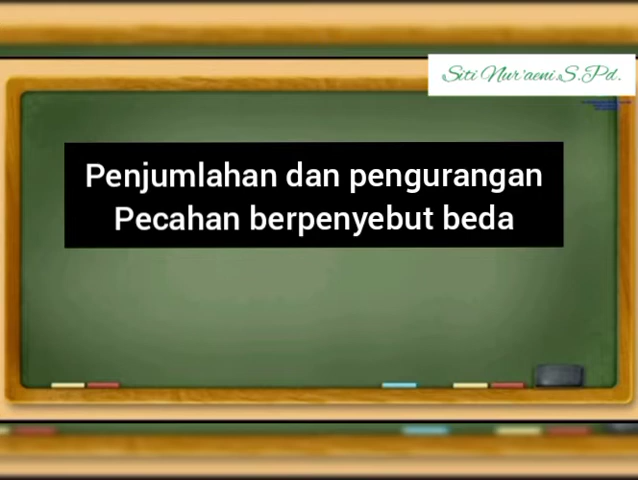 Siti Nur'aeni.S.Pd.
Penjumlahan dan pengurangan
Pecahan berpenyebut beda